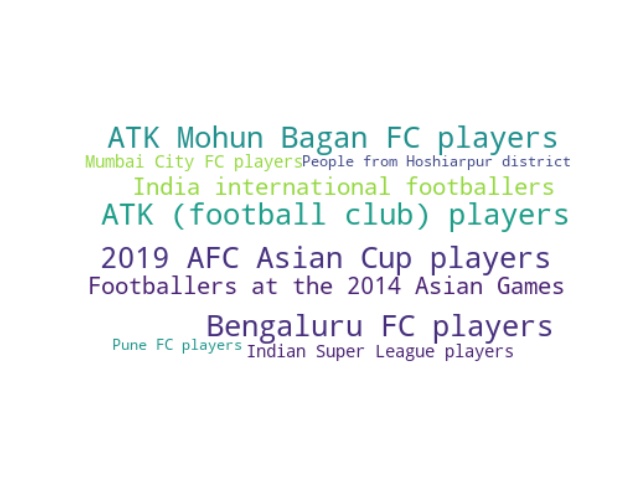 ATK Mohun Bagan FC players
Mumbai City FC players
People from Hoshiarpur district
India international footballers
ATK (football club) players
2019 AFC Asian Cup players
Footballers at the 2014 Asian Games
Bengaluru FC players
Pune FC players
Indian Super League players